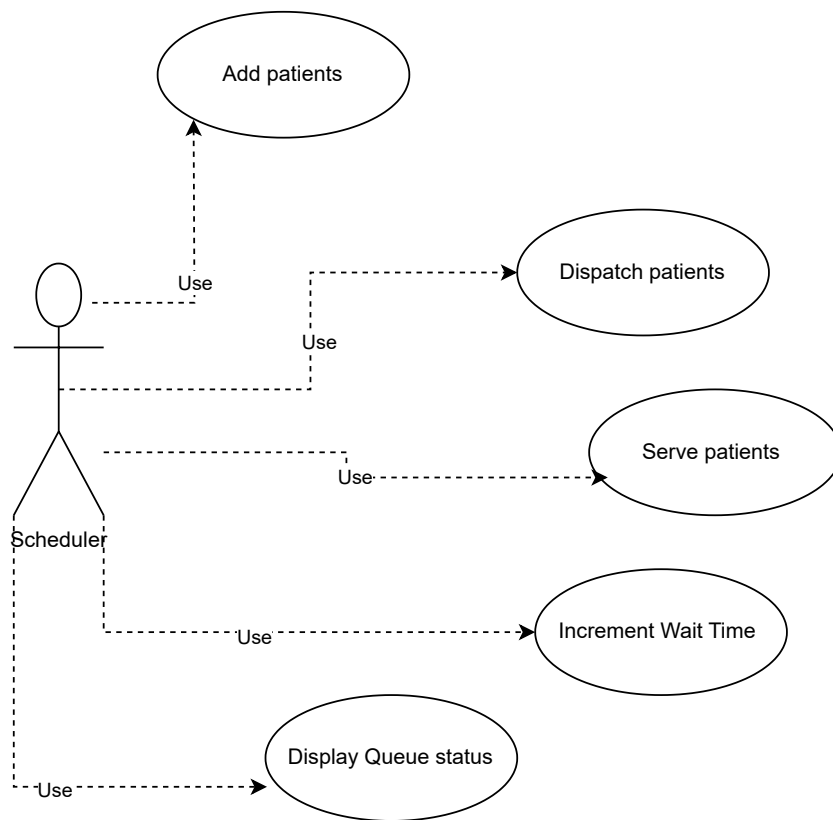 Add patients
Use
Dispatch patients
Use
Serve patients
Use
Scheduler
Increment Wait Time
Use
Display Queue status
Use